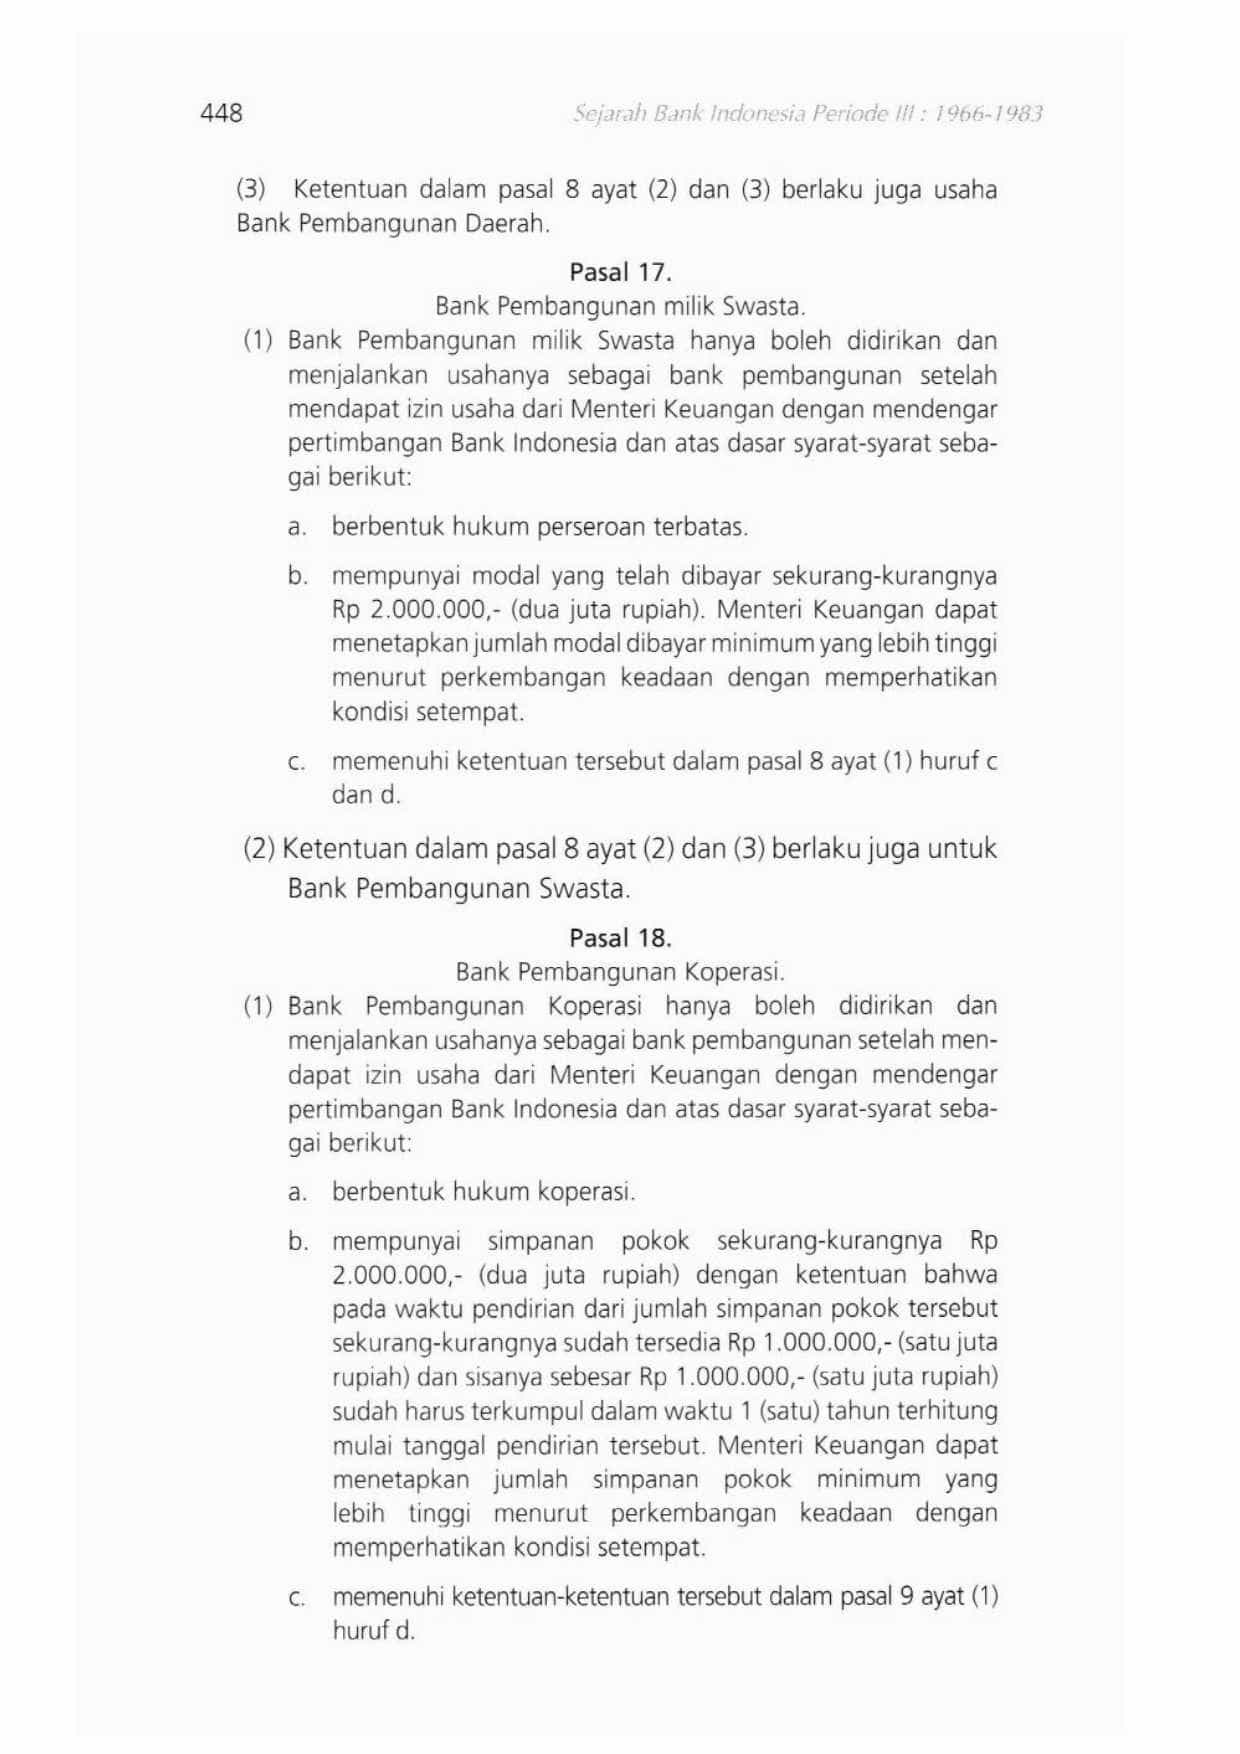 448
Sejarah Bank Indonesia Periode III : 1966-1983
(3) Ketentuan dalam pasal 8 ayat (2) dan (3) berlaku juga usaha
Bank Pembangunan Daerah.
Pasal 17.
Bank Pembangunan milik Swasta.
(1) Bank Pembangunan milik Swasta hanya boleh didirikan dan
menjalankan usahanya sebagai bank pembangunan setelah
mendapat izin usaha dari Menteri Keuangan dengan mendengar
pertimbangan Bank Indonesia dan atas dasar syarat-syarat seba-
gai berikut:
a. berbentuk hukum perseroan terbatas.
b. mempunyai modal yang telah dibayar sekurang-kurangnya
Rp 2.000.000,- (dua juta rupiah). Menteri Keuangan dapat
menetapkan jumlah modal dibayar minimum yang lebih tinggi
menurut perkembangan keadaan dengan memperhatikan
kondisi setempat.
c. memenuhi ketentuan tersebut dalam pasal 8 ayat (1) huruf c
dan d.
(2) Ketentuan dalam pasal 8 ayat (2) dan (3) berlaku juga untuk
Bank Pembangunan Swasta.
Pasal 18.
Bank Pembangunan Koperasi.
(1) Bank Pembangunan Koperasi hanya boleh didirikan dan
menjalankan usahanya sebagai bank pembangunan setelah men-
dapat izin usaha dari Menteri Keuangan dengan mendengar
pertimbangan Bank Indonesia dan atas dasar syarat-syarat seba-
gai berikut:
a. berbentuk hukum koperasi.
b. mempunyai simpanan pokok sekurang-kurangnya Rp
2.000.000,- (dua juta rupiah) dengan ketentuan bahwa
pada waktu pendirian dari jumlah simpanan pokok tersebut
sekurang-kurangnya sudah tersedia Rp 1.000.000,- (satu juta
rupiah) dan sisanya sebesar Rp 1.000.000,- (satu juta rupiah)
sudah harus terkumpul dalam waktu 1 (satu) tahun terhitung
mulai tanggal pendirian tersebut. Menteri Keuangan dapat
menetapkan jumlah simpanan pokok minimum yang
lebih tinggi menurut perkembangan keadaan dengan
memperhatikan kondisi setempat.
c. memenuhi ketentuan-ketentuan tersebut dalam pasal 9 ayat (1)
huruf d.